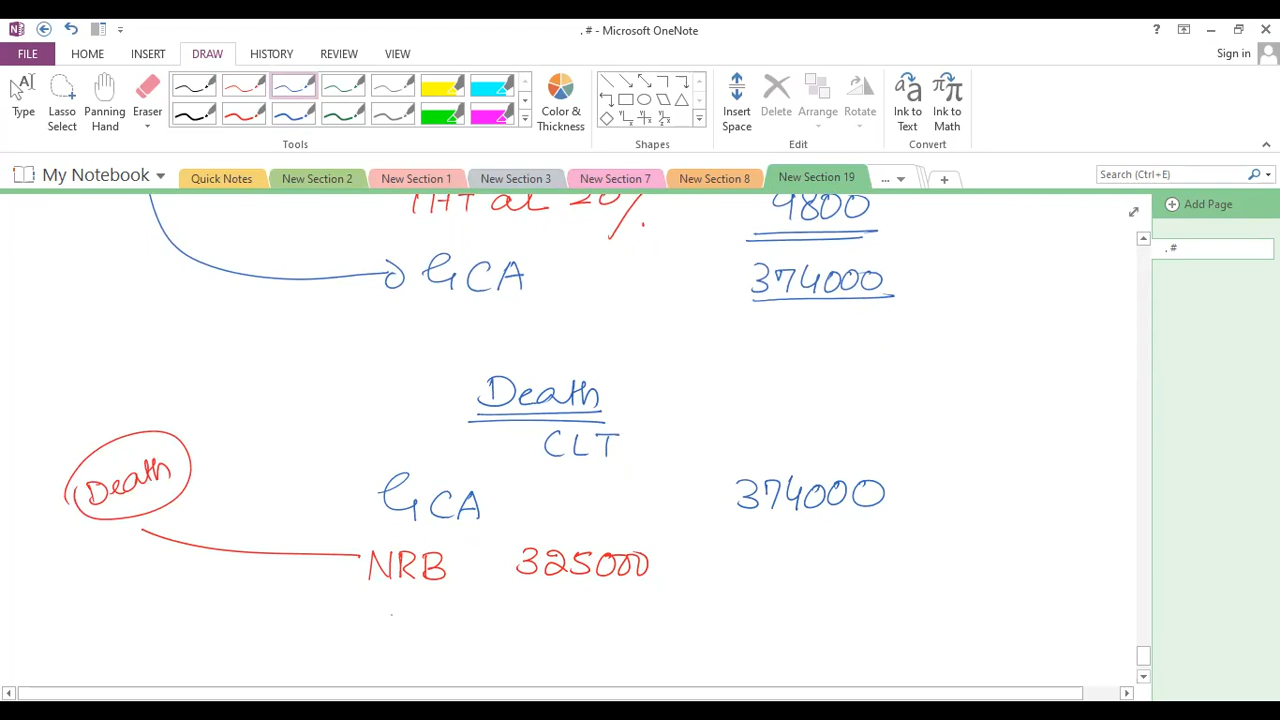 . # - Microsoft OneNote
?
FILE HOME INSERT DRAW HISTORY REVIEW VIEW
Sign in
Type
Lasso Select
Panning Hand
Eraser
Color & Thickness
Insert Space
Delete
Arrange
Rotate
Ink to Text
Ink to Math
Tools
Shapes
Edit
Convert
My Notebook
Quick Notes
New Section 2
New Section 1
New Section 3
New Section 7
New Section 8
New Section 19
...
Search (Ctrl+E)
Add Page
. #
IHT at 20% 9800
GCA 374000
Death
CLT
Death
GCA 374000
NRB 325000